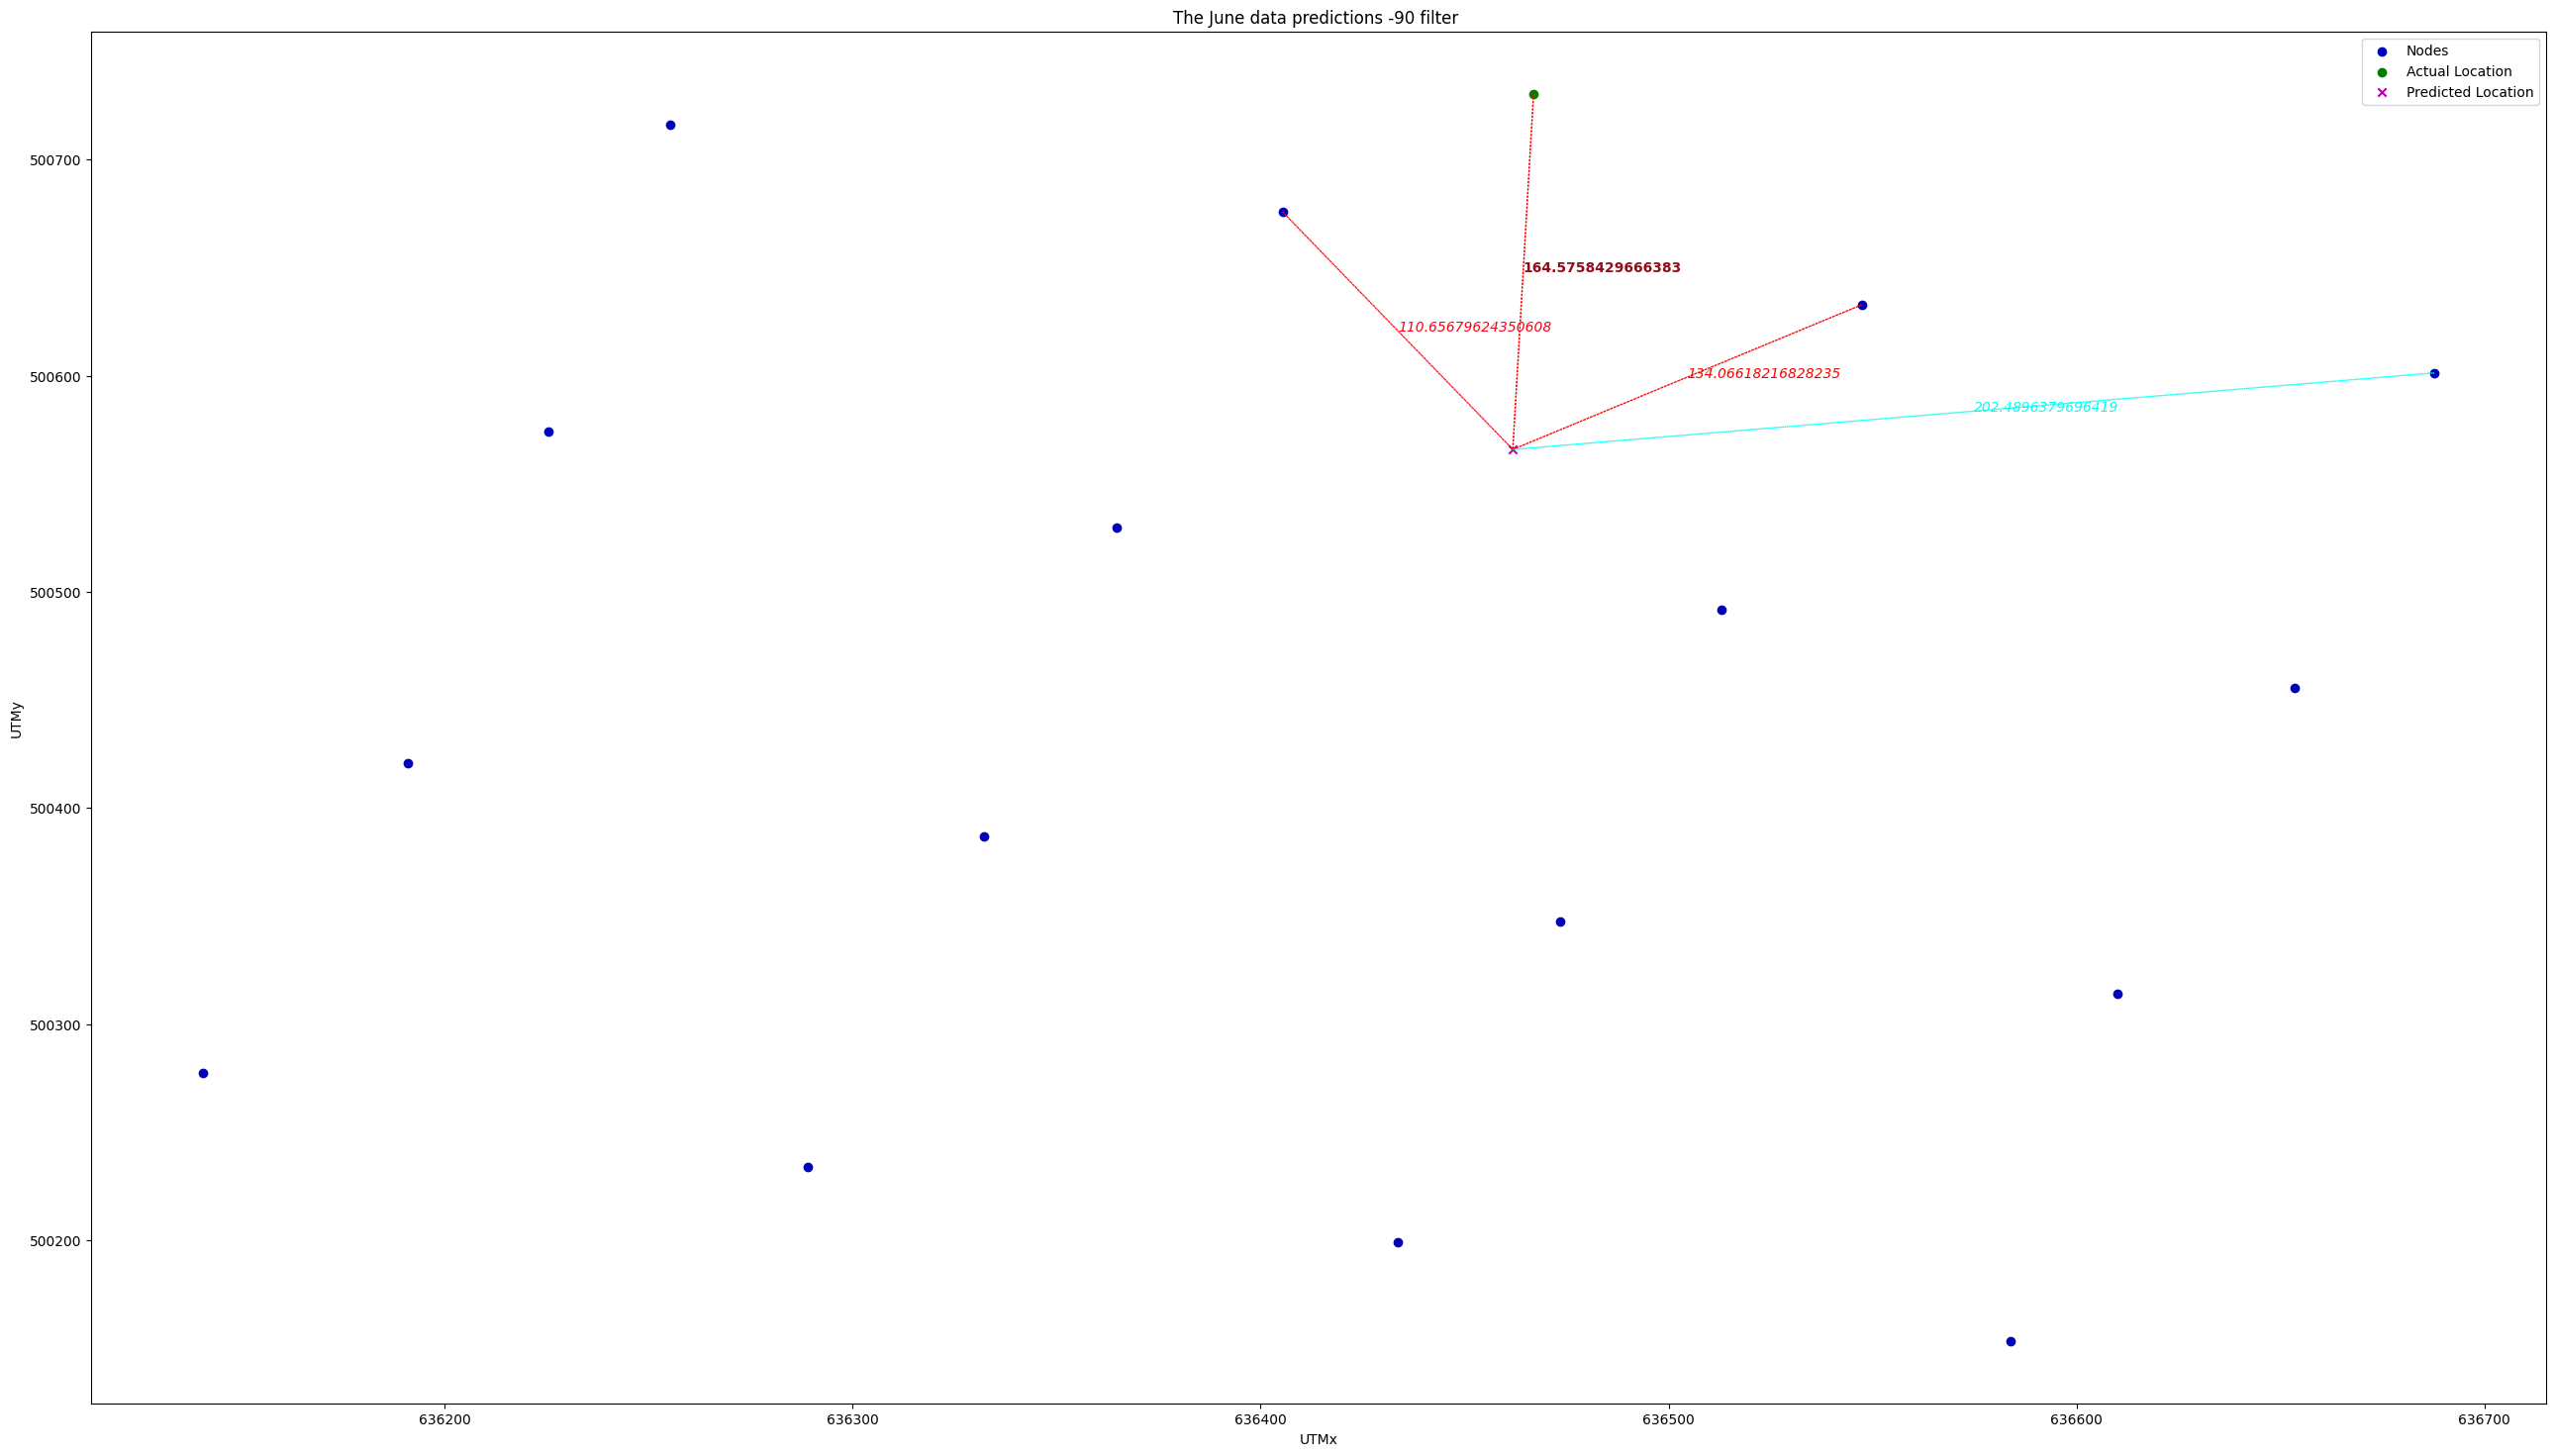 The June data predictions -90 filter
Nodes
Actual Location
Predicted Location
164.5758429666383
110.65679624350608
134.06618216828235
202.4896379696419
500700
500600
500500
500400
500300
500200
UTMy
636200
636300
636400
636500
636600
636700
UTMx